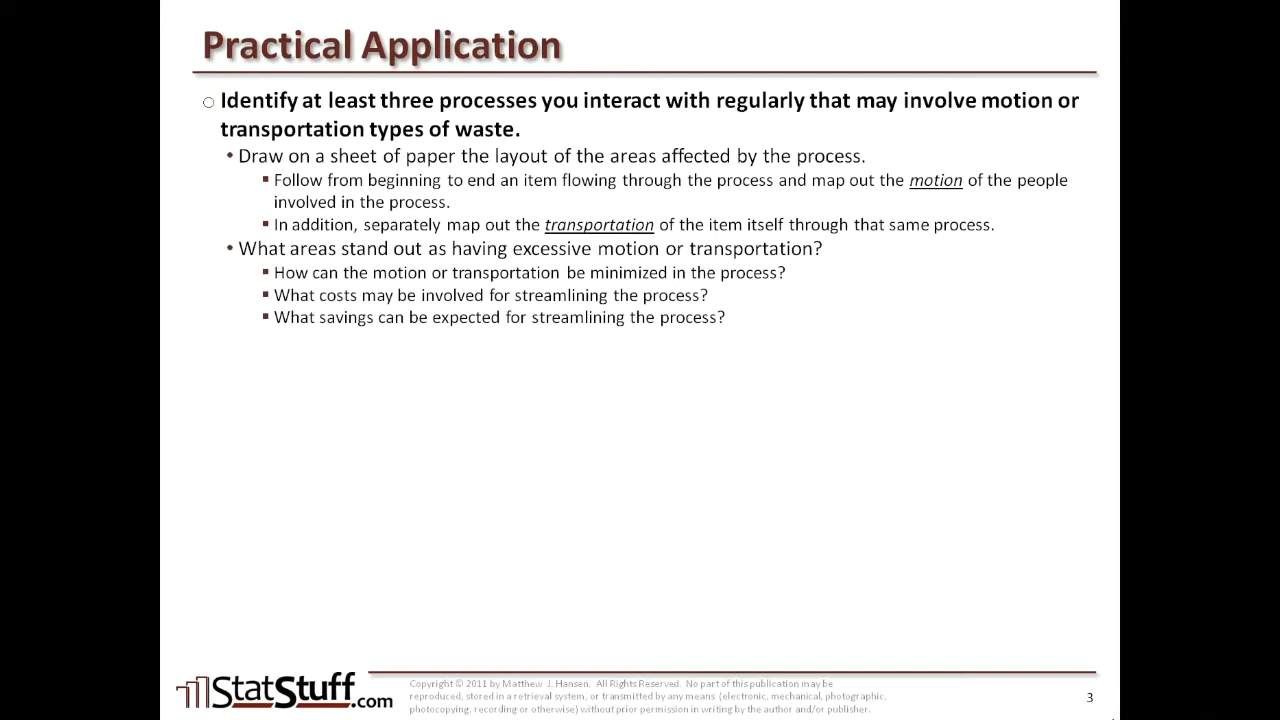 Practical Application
○ Identify at least three processes you interact with regularly that may involve motion or
transportation types of waste.
• Draw on a sheet of paper the layout of the areas affected by the process.
▪ Follow from beginning to end an item flowing through the process and map out the motion of the people
involved in the process.
▪ In addition, separately map out the transportation of the item itself through that same process.
• What areas stand out as having excessive motion or transportation?
▪ How can the motion or transportation be minimized in the process?
▪ What costs may be involved for streamlining the process?
▪ What savings can be expected for streamlining the process?
StatStuff.com
Copyright © 2011 by Matthew J. Hansen. All Rights Reserved. No part of this publication may be
reproduced, stored in a retrieval system, or transmitted by any means (electronic, mechanical, photographic,
photocopying, recording or otherwise) without prior permission in writing by the author and/or publisher.
3